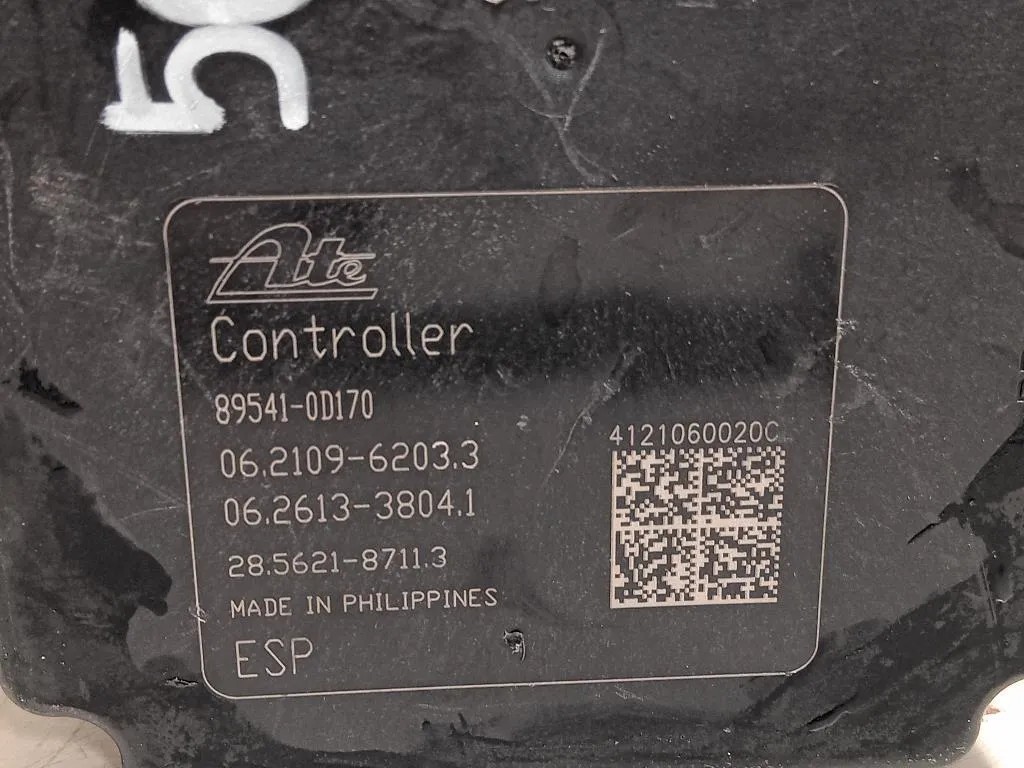 50
Ate
Controller
89541-0D170
06.2109-6203.3
06.2613-3804.1
28.5621-8711.3
4121060020C
MADE IN PHILIPPINES
ESP